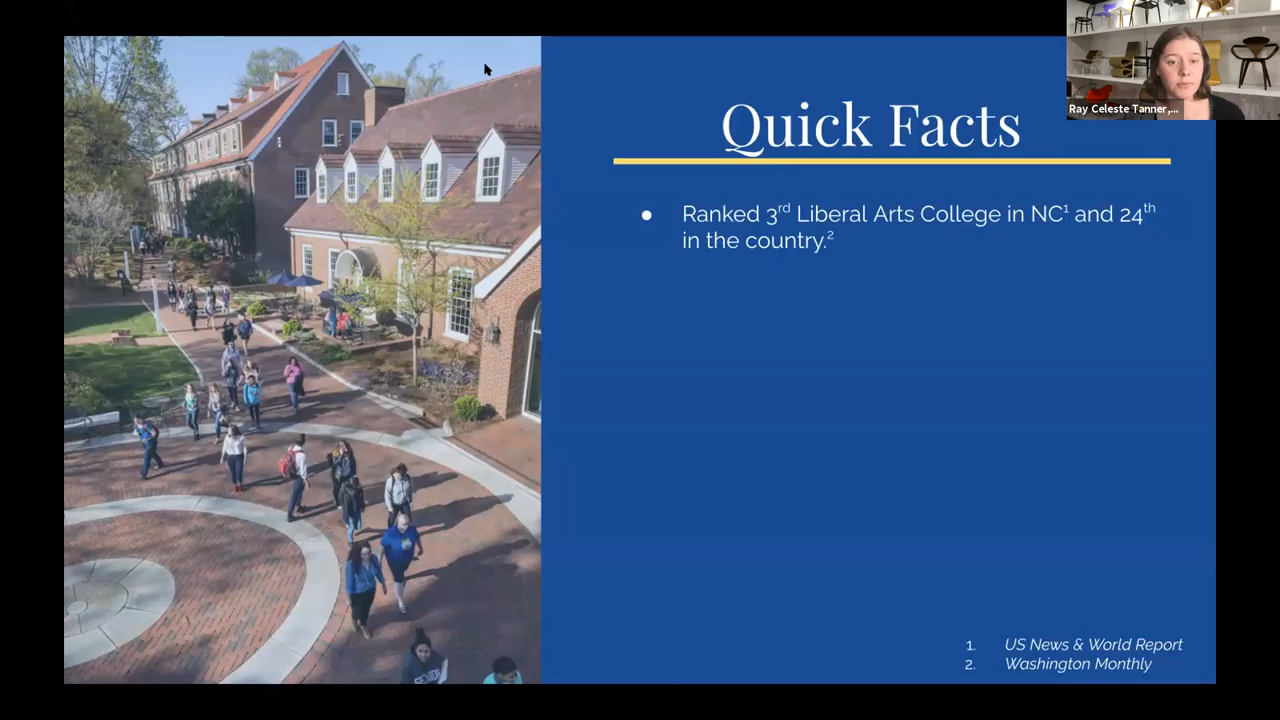 Ray Celeste Tanner,...
Quick Facts
● Ranked 3rd Liberal Arts College in NC1 and 24th
in the country.2
1. US News & World Report
2. Washington Monthly